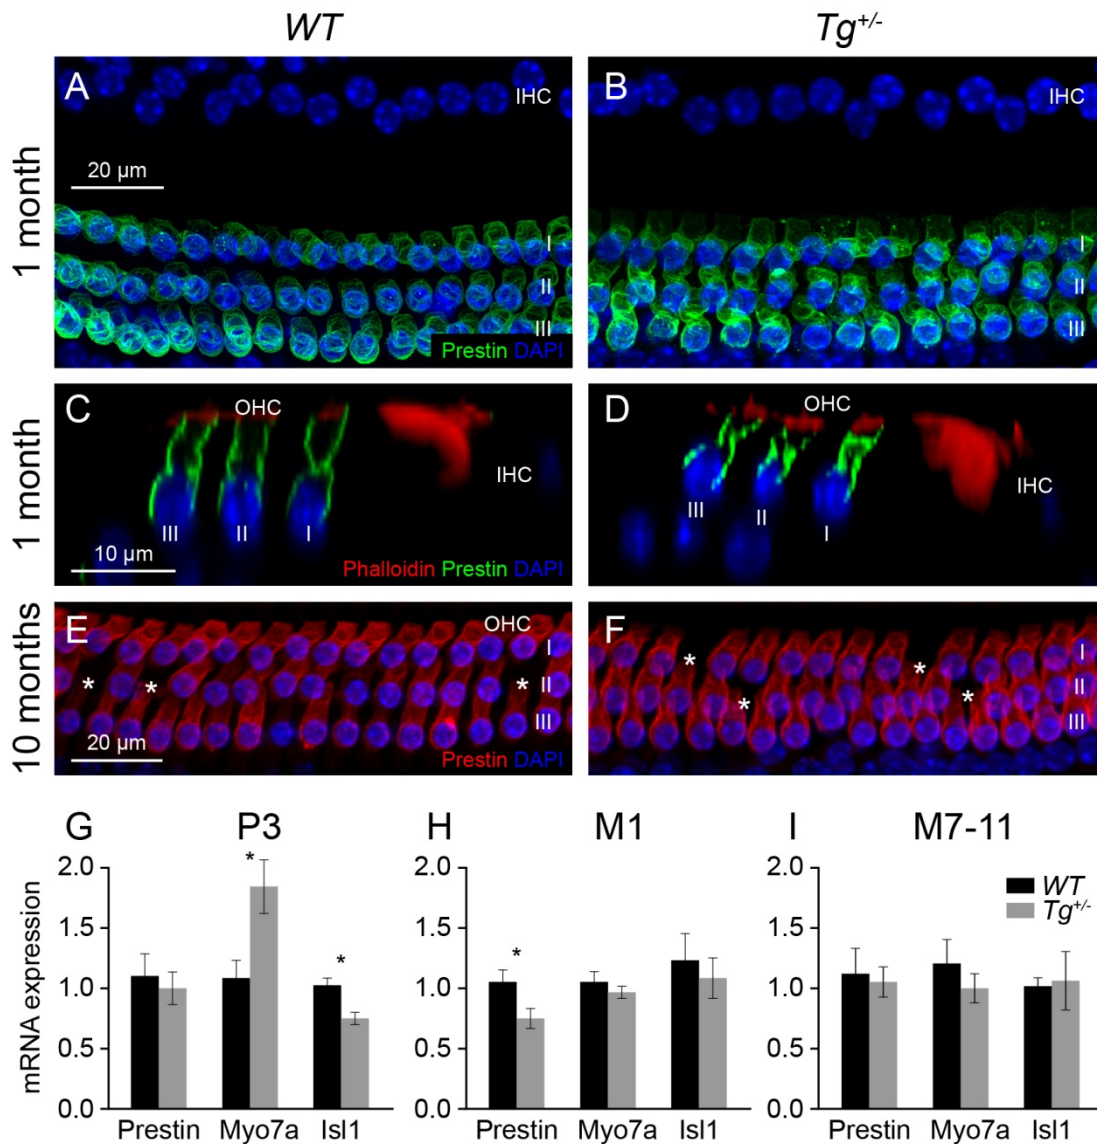 WT
Tg+/-
1 month
A
IHC
20 µm
I
II
III
Prestin DAPI
B
IHC
I
II
III
1 month
C
OHC
IHC
III
II
I
10 µm
Phalloidin Prestin DAPI
D
OHC
IHC
III
II
I
10 months
E
OHC
I
*
*
*
II
III
20 µm
Prestin DAPI
F
I
*
*
II
*
*
III
G P3
mRNA expression
2.0
1.5
1.0
0.5
0.0
*
*
Prestin Myo7a Isl1
H M1
2.0
1.5
1.0
0.5
0.0
*
Prestin Myo7a Isl1
I M7-11
2.0
1.5
1.0
0.5
0.0
WT
Tg+/-
Prestin Myo7a Isl1